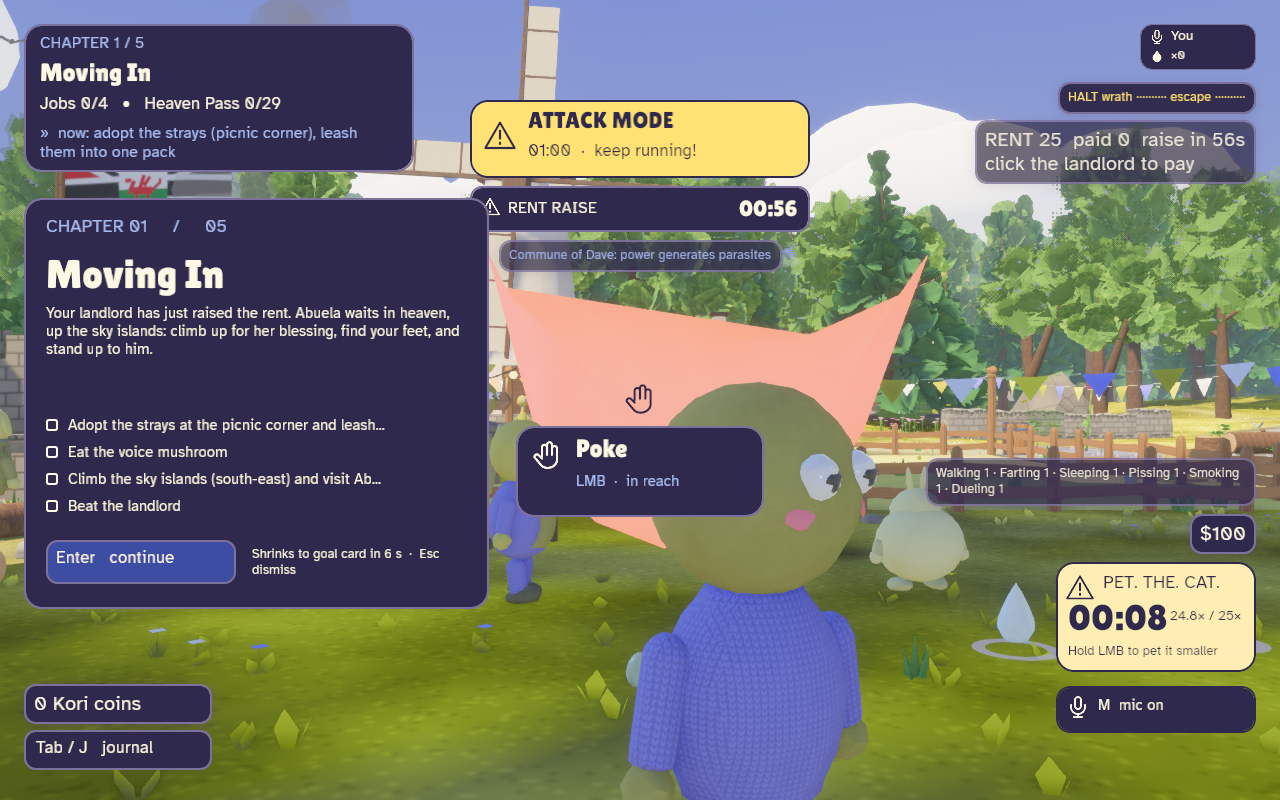 CHAPTER 1 / 5
Moving In
Jobs 0/4 • Heaven Pass 0/29
» now: adopt the strays (picnic corner), leash
them into one pack
CHAPTER 01 / 05
Moving In
Your landlord has just raised the rent. Abuela waits in heaven,
up the sky islands: climb up for her blessing, find your feet, and
stand up to him.
Adopt the strays at the picnic corner and leash...
Eat the voice mushroom
Climb the sky islands (south-east) and visit Ab...
Beat the landlord
Enter continue
Shrinks to goal card in 6 s · Esc
dismiss
0 Kori coins
Tab / J journal
ATTACK MODE
01:00 · keep running!
RENT RAISE 00:56
Commune of Dave: power generates parasites
Poke
LMB · in reach
You
×0
HALT wrath ·········· escape ··········
RENT 25 paid 0 raise in 56s
click the landlord to pay
Walking 1 · Farting 1 · Sleeping 1 · Pissing 1 · Smoking
1 · Dueling 1
$100
PET. THE. CAT.
00:08 24.8× / 25×
Hold LMB to pet it smaller
M mic on